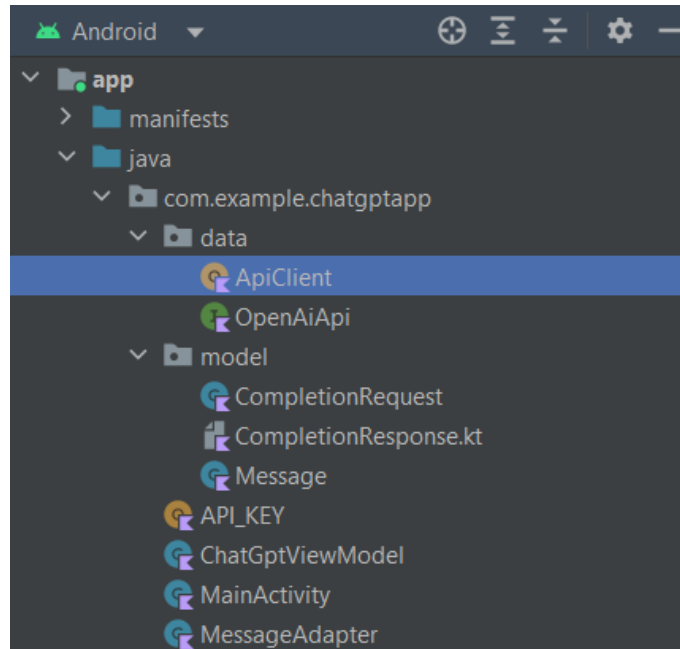 Android
app
manifests
java
com.example.chatgptapp
data
ApiClient
OpenAiApi
model
CompletionRequest
CompletionResponse.kt
Message
API_KEY
ChatGptViewModel
MainActivity
MessageAdapter